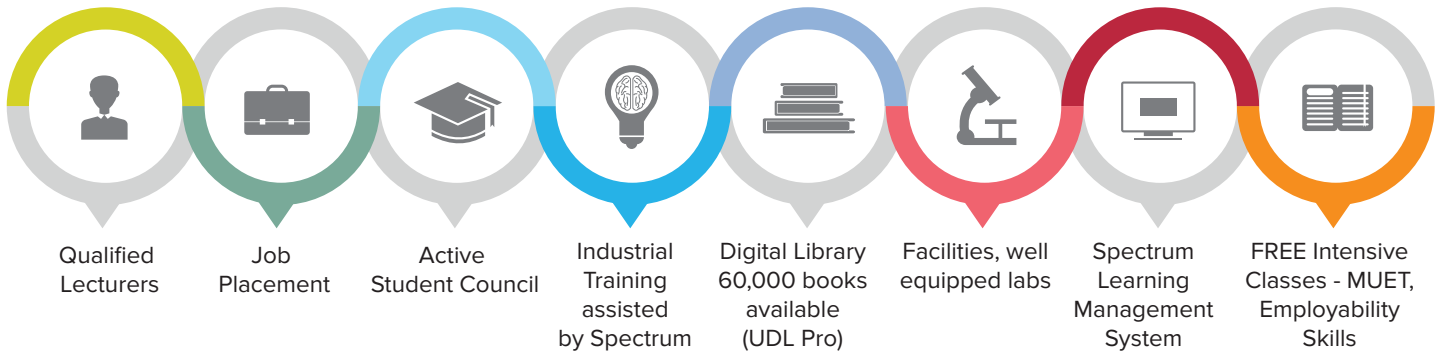 Qualified
Lecturers
Job
Placement
Active
Student Council
Industrial
Training
assisted
by Spectrum
Digital Library
60,000 books
available
(UDL Pro)
Facilities, well
equipped labs
Spectrum
Learning
Management
System
FREE Intensive
Classes - MUET,
Employability
Skills